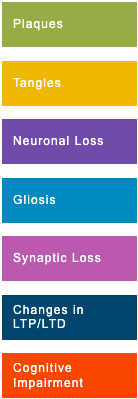 Plaques
Tangles
Neuronal Loss
Gliosis
Synaptic Loss
Changes in
LTP/LTD
Cognitive
Impairment